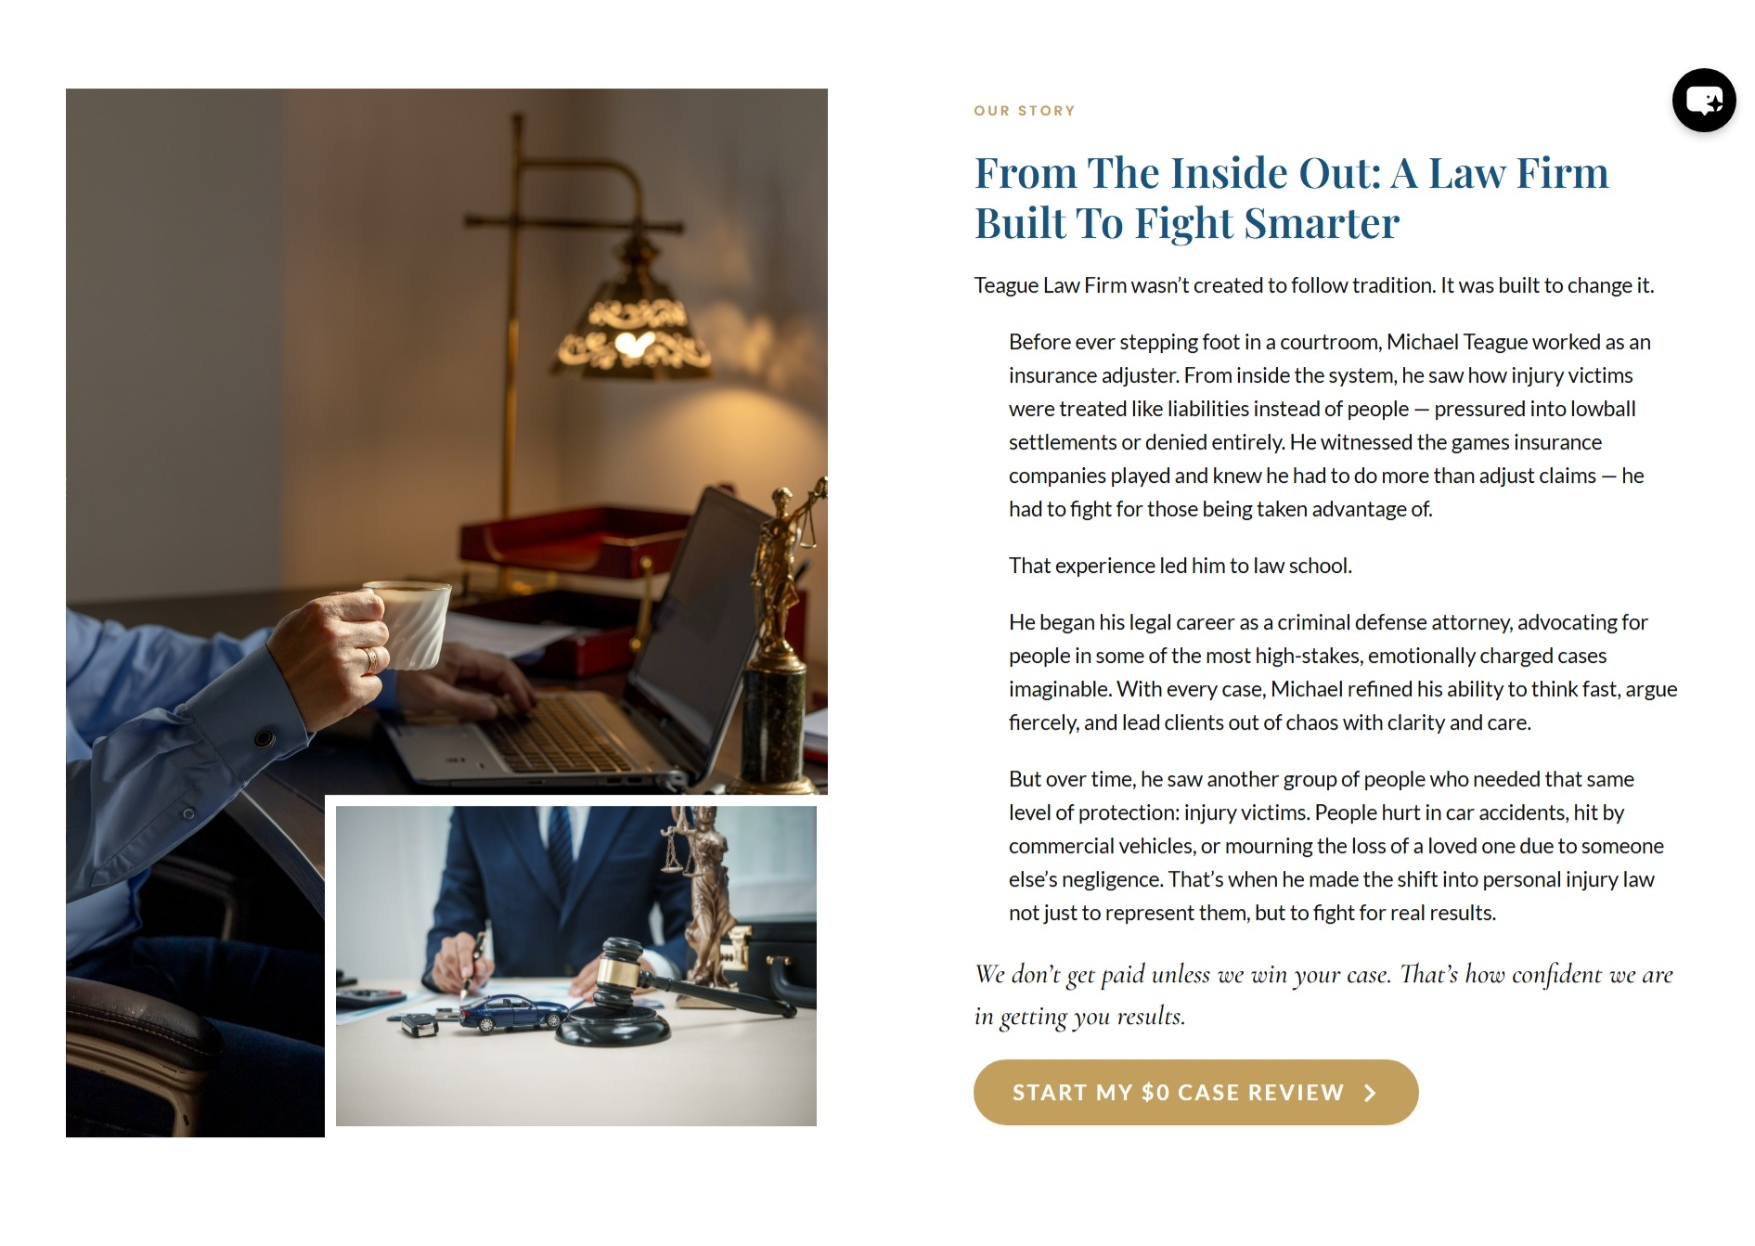 OUR STORY
From The Inside Out: A Law Firm
Built To Fight Smarter
Teague Law Firm wasn’t created to follow tradition. It was built to change it.
Before ever stepping foot in a courtroom, Michael Teague worked as an
insurance adjuster. From inside the system, he saw how injury victims
were treated like liabilities instead of people — pressured into lowball
settlements or denied entirely. He witnessed the games insurance
companies played and knew he had to do more than adjust claims — he
had to fight for those being taken advantage of.
That experience led him to law school.
He began his legal career as a criminal defense attorney, advocating for
people in some of the most high-stakes, emotionally charged cases
imaginable. With every case, Michael refined his ability to think fast, argue
fiercely, and lead clients out of chaos with clarity and care.
But over time, he saw another group of people who needed that same
level of protection: injury victims. People hurt in car accidents, hit by
commercial vehicles, or mourning the loss of a loved one due to someone
else’s negligence. That’s when he made the shift into personal injury law
not just to represent them, but to fight for real results.
We don’t get paid unless we win your case. That’s how confident we are
in getting you results.
START MY $0 CASE REVIEW